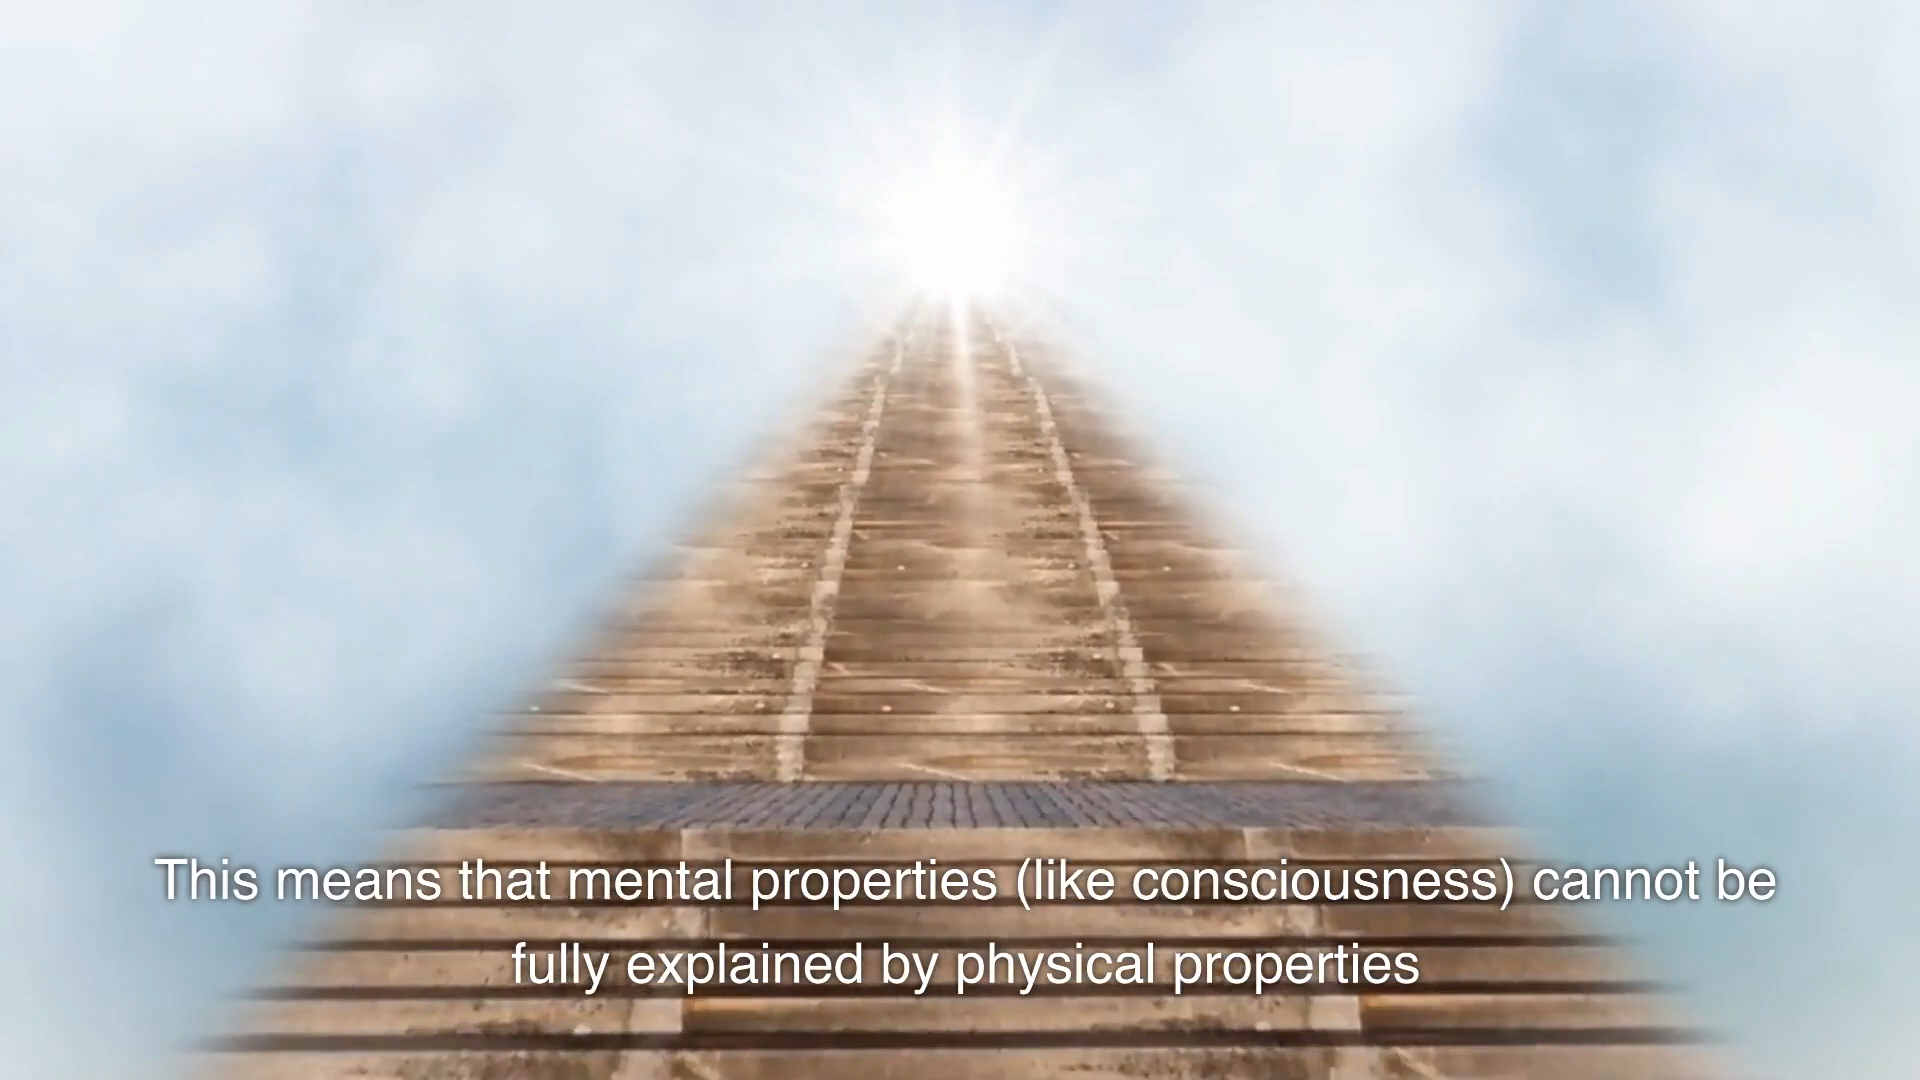 This means that mental properties (like consciousness) cannot be
fully explained by physical properties